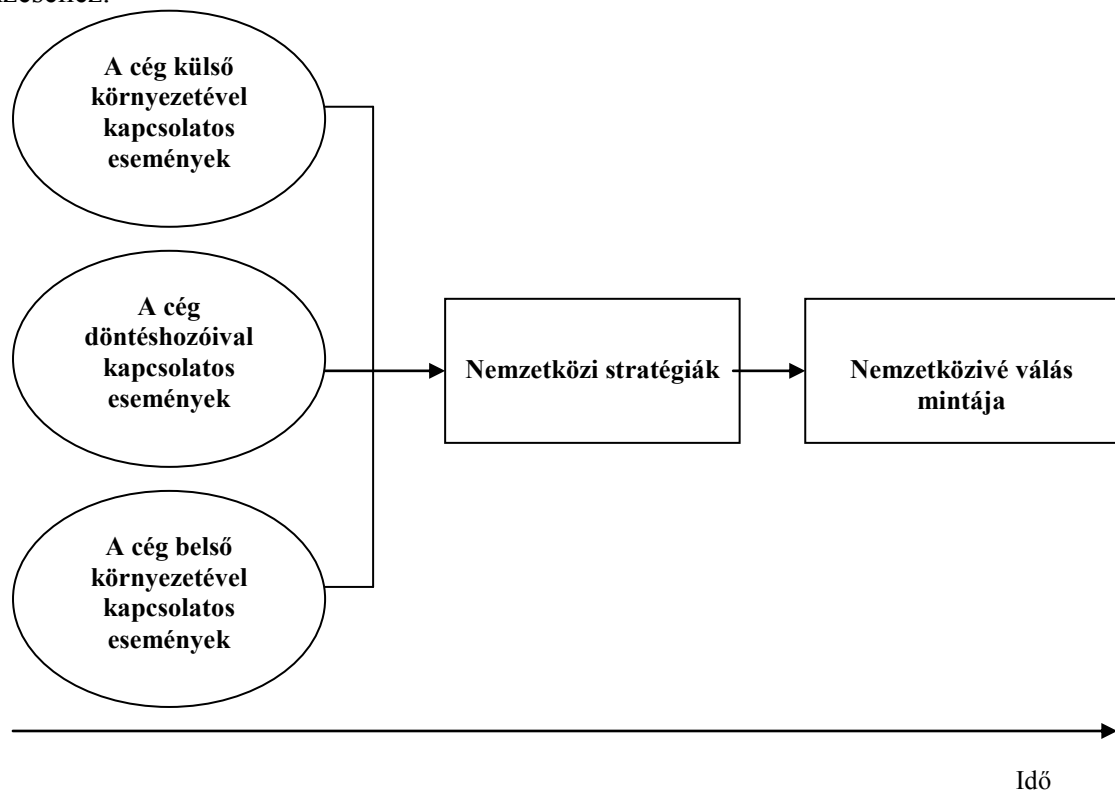 A cég külső
környezetével
kapcsolatos
események
A cég
döntéshozóival
kapcsolatos
események
Nemzetközi stratégiák
Nemzetközivé válás
mintája
A cég belső
környezetével
kapcsolatos
események
Idő